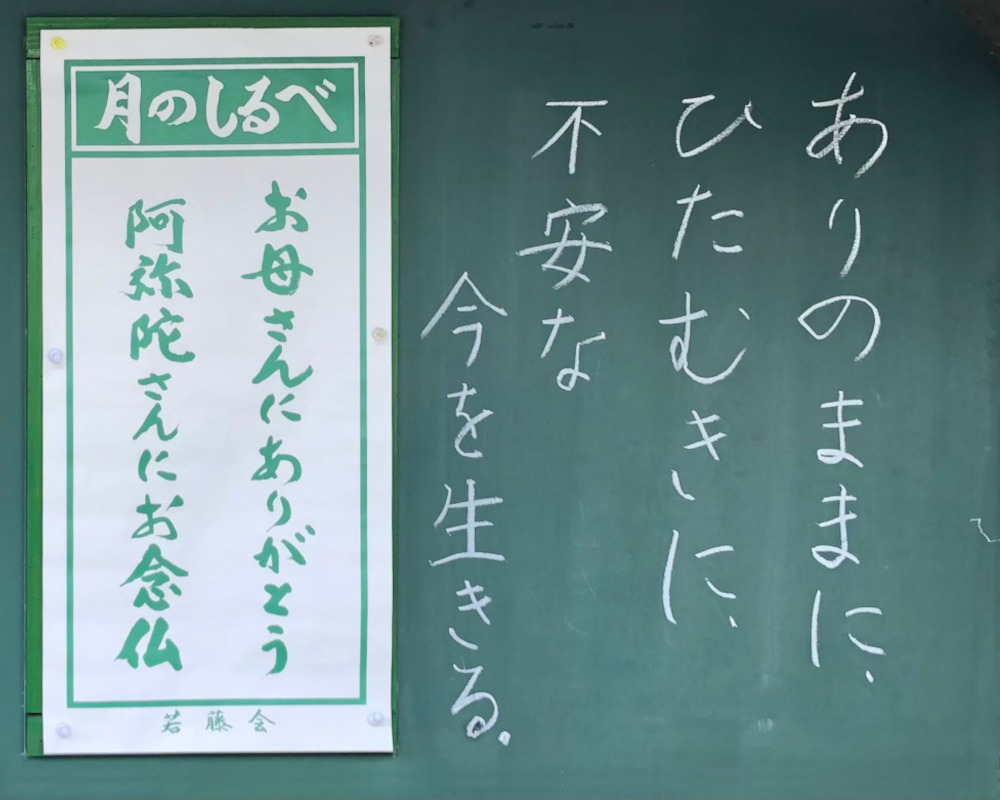 月のしるべ
お母さんにありがとう
阿弥陀さんにお念仏
若藤会
ありのままに、
ひたむきに、
不安な
今を生きる。